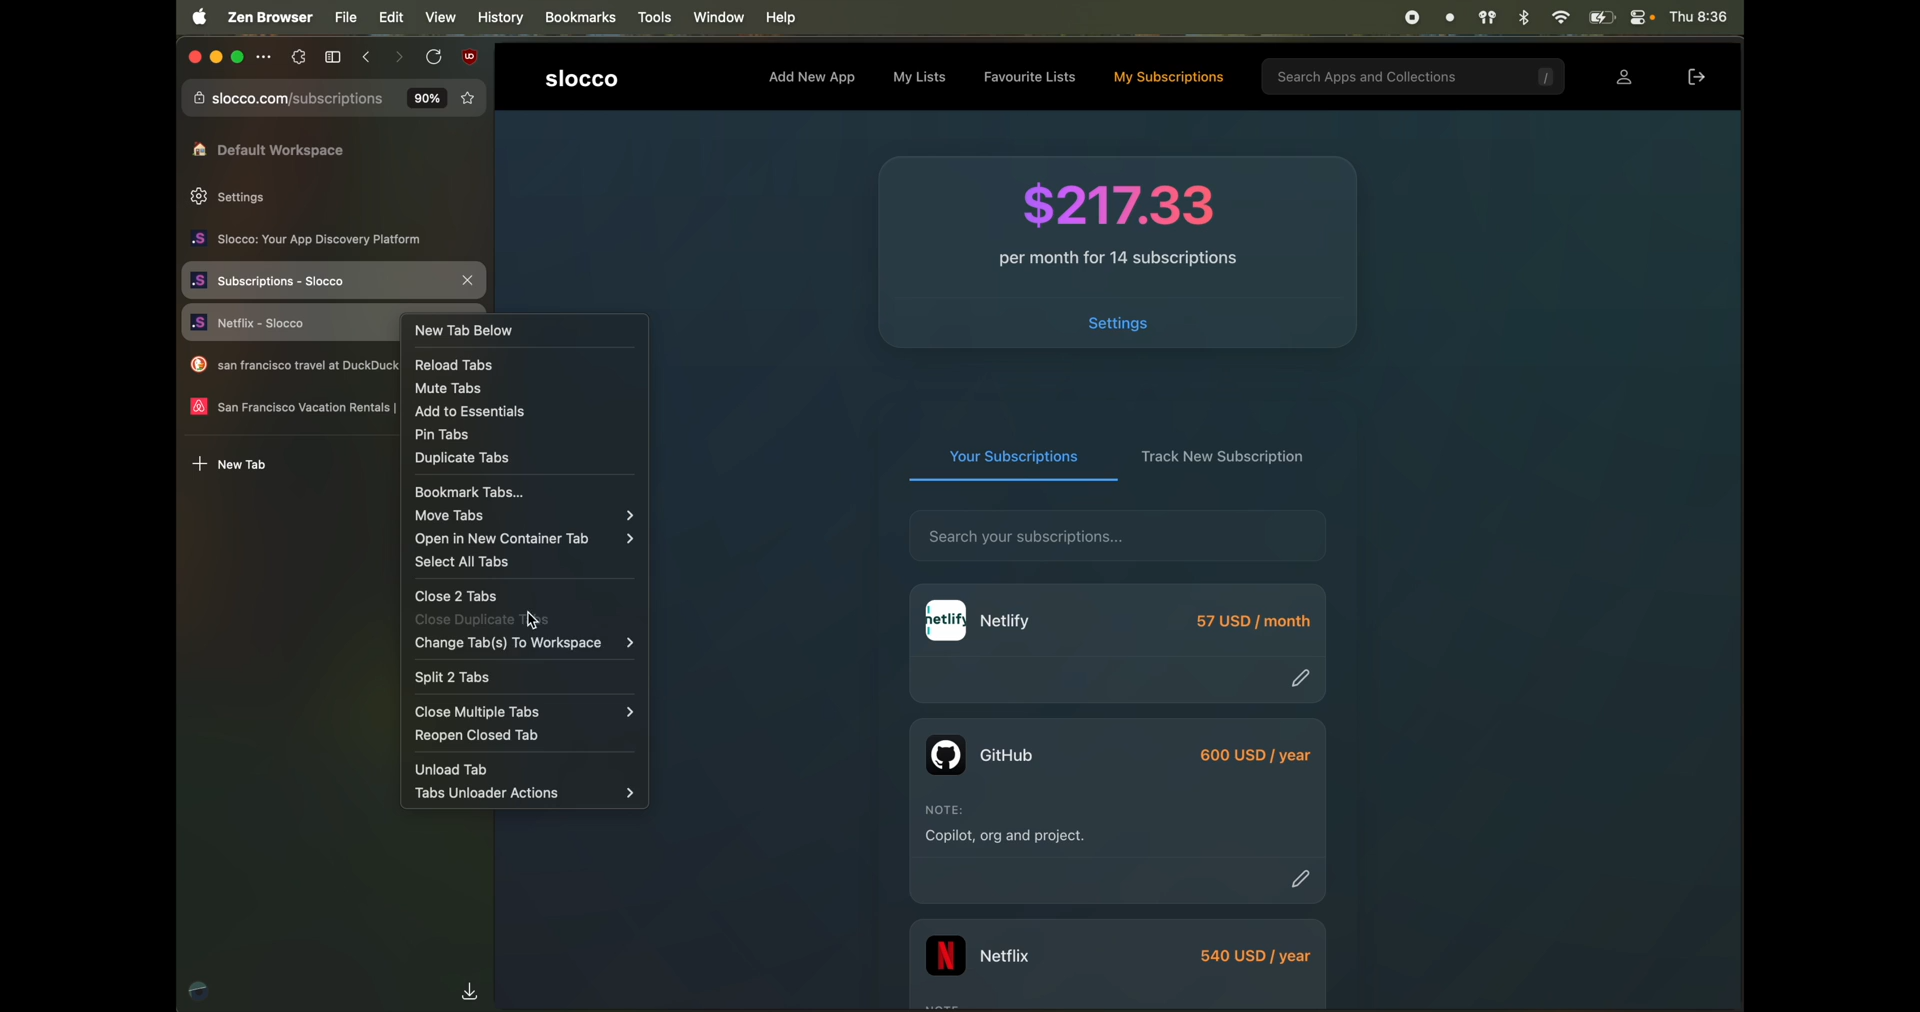 Zen Browser File Edit View History Bookmarks Tools Window Help Thu 8:36
slocco.com/subscriptions 90%
Default Workspace
Settings
.S Slocco: Your App Discovery Platform
.S Subscriptions - Slocco
.S Netflix - Slocco
san francisco travel at DuckDuck
San Francisco Vacation Rentals |
New Tab
New Tab Below
Reload Tabs
Mute Tabs
Add to Essentials
Pin Tabs
Duplicate Tabs
Bookmark Tabs...
Move Tabs
Open in New Container Tab
Select All Tabs
Close 2 Tabs
Close Duplicate Tabs
Change Tab(s) To Workspace
Split 2 Tabs
Close Multiple Tabs
Reopen Closed Tab
Unload Tab
Tabs Unloader Actions
slocco Add New App My Lists Favourite Lists My Subscriptions Search Apps and Collections /
$217.33
per month for 14 subscriptions
Settings
Your Subscriptions Track New Subscription
Search your subscriptions...
netlify Netlify 57 USD / month
GitHub 600 USD / year
NOTE:
Copilot, org and project.
N Netflix 540 USD / year